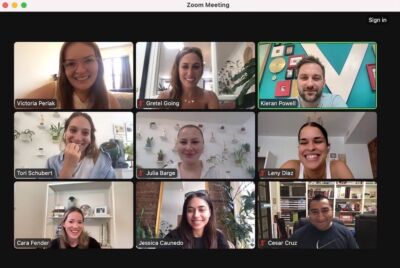 Zoom Meeting
Sign in
Victoria Periak
Gretel Going
Kieran Powell
Tori Schubert
Julia Barge
Leny Diaz
Cara Fender
Jessica Caunedo
Cesar Cruz